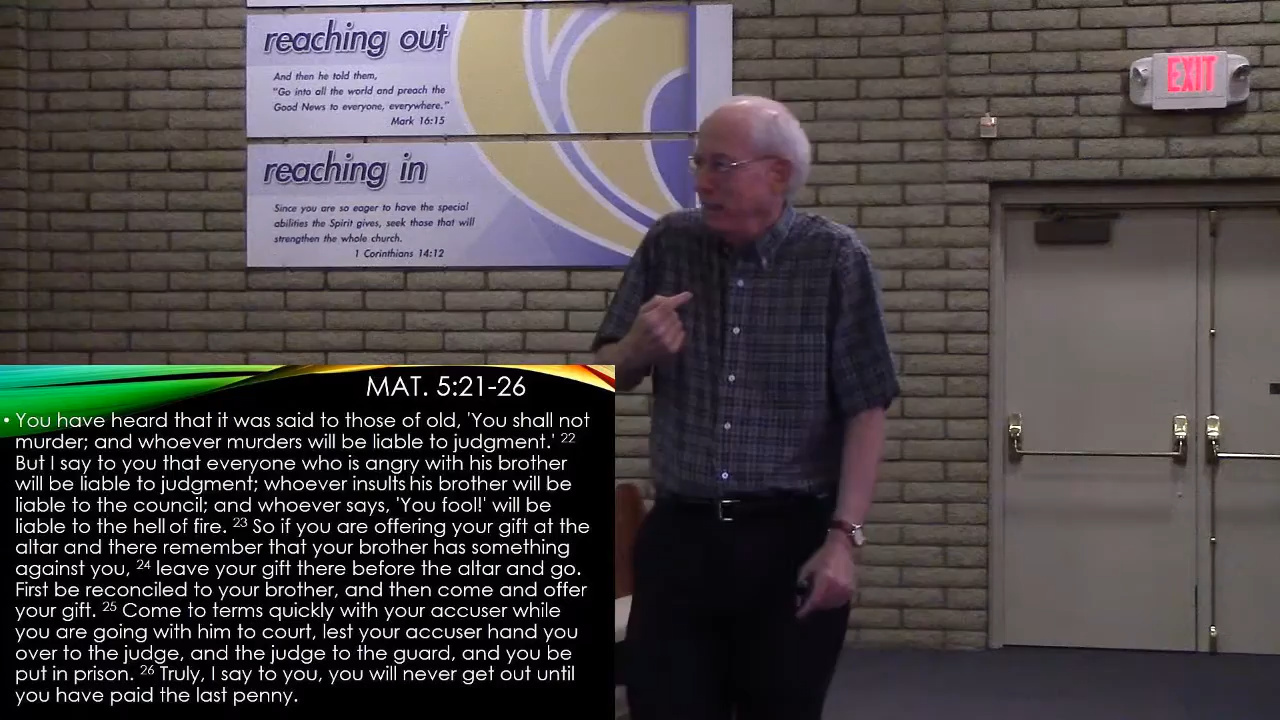 reaching out
And then he told them,
"Go into all the world and preach the
Good News to everyone, everywhere."
Mark 16:15
reaching in
Since you are so eager to have the special
abilities the Spirit gives, seek those that will
strengthen the whole church.
1 Corinthians 14:12
EXIT
MAT. 5:21-26
• You have heard that it was said to those of old, 'You shall not
murder; and whoever murders will be liable to judgment.' 22
But I say to you that everyone who is angry with his brother
will be liable to judgment; whoever insults his brother will be
liable to the council; and whoever says, 'You fool!' will be
liable to the hell of fire. 23 So if you are offering your gift at the
altar and there remember that your brother has something
against you, 24 leave your gift there before the altar and go.
First be reconciled to your brother, and then come and offer
your gift. 25 Come to terms quickly with your accuser while
you are going with him to court, lest your accuser hand you
over to the judge, and the judge to the guard, and you be
put in prison. 26 Truly, I say to you, you will never get out until
you have paid the last penny.